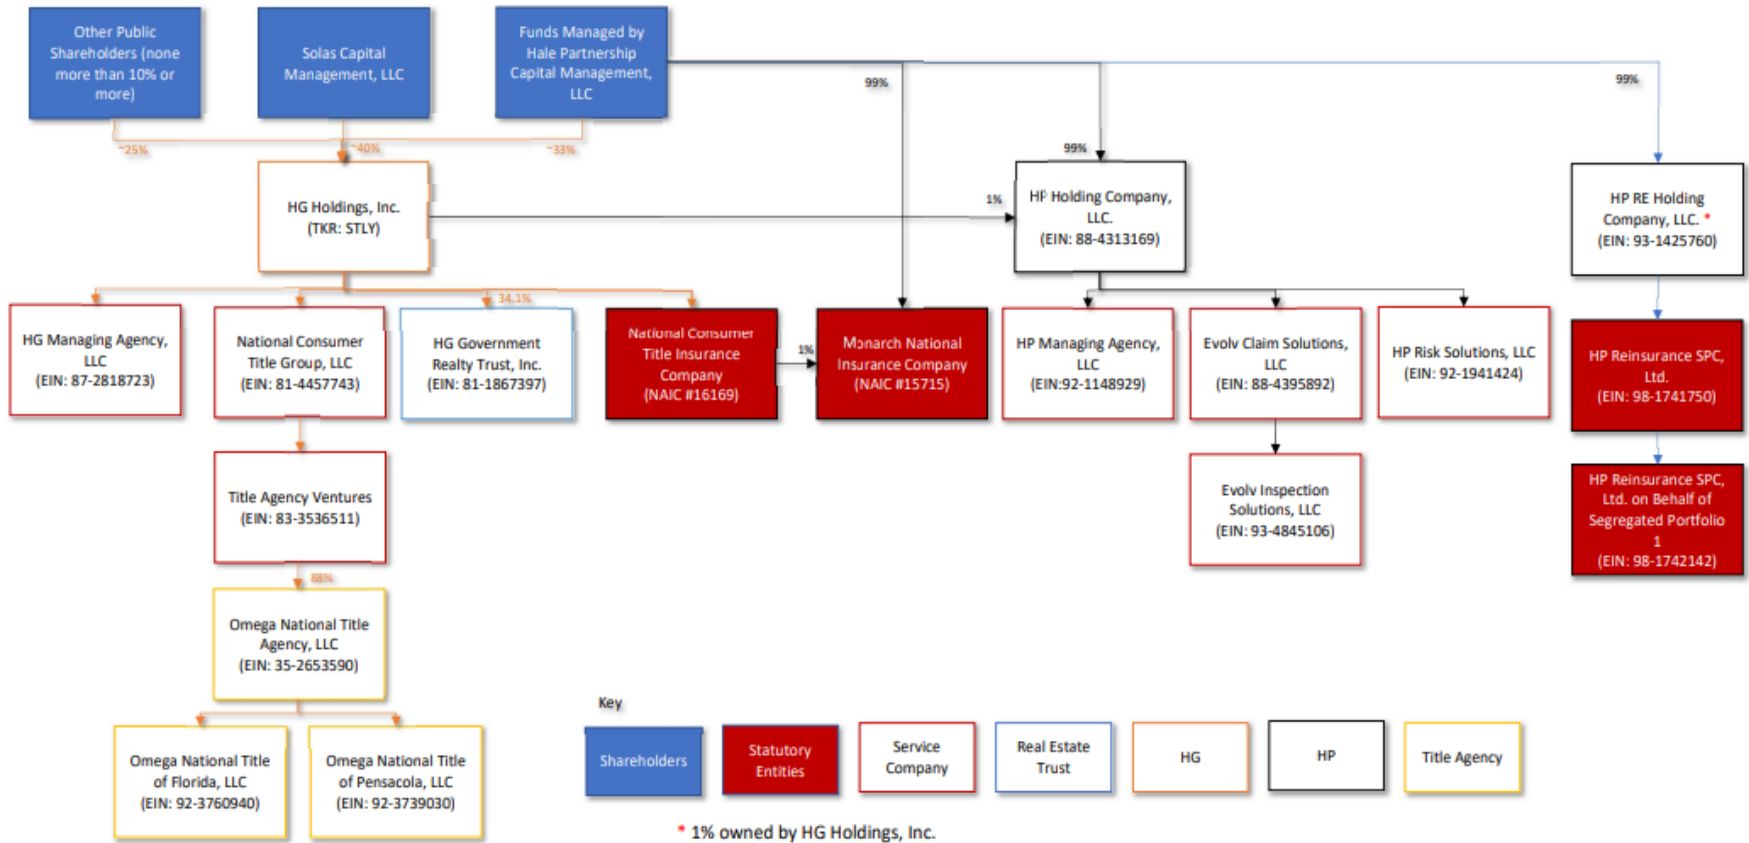 Other Public
Shareholders (none
more than 10% or
more)
Solas Capital
Management, LLC
Funds Managed by
Hale Partnership
Capital Management,
LLC
99%
99%
~25%
~40%
~33%
99%
HG Holdings, Inc.
(TKR: STLY)
1%
HP Holding Company,
LLC.
(EIN: 88-4313169)
HP RE Holding
Company, LLC. *
(EIN: 93-1425760)
34.1%
HG Managing Agency,
LLC
(EIN: 87-2818723)
National Consumer
Title Group, LLC
(EIN: 81-4457743)
HG Government
Realty Trust, Inc.
(EIN: 81-1867397)
National Consumer
Title Insurance
Company
(NAIC #16169)
1%
Monarch National
Insurance Company
(NAIC #15715)
HP Managing Agency,
LLC
(EIN:92-1148929)
Evolv Claim Solutions,
LLC
(EIN: 88-4395892)
HP Risk Solutions, LLC
(EIN: 92-1941424)
HP Reinsurance SPC,
Ltd.
(EIN: 98-1741750)
Title Agency Ventures
(EIN: 83-3536511)
Evolv Inspection
Solutions, LLC
(EIN: 93-4845106)
HP Reinsurance SPC,
Ltd. on Behalf of
Segregated Portfolio
1
(EIN: 98-1742142)
88%
Omega National Title
Agency, LLC
(EIN: 35-2653590)
Omega National Title
of Florida, LLC
(EIN: 92-3760940)
Omega National Title
of Pensacola, LLC
(EIN: 92-3739030)
Key
Shareholders
Statutory
Entities
Service
Company
Real Estate
Trust
HG
HP
Title Agency
* 1% owned by HG Holdings, Inc.